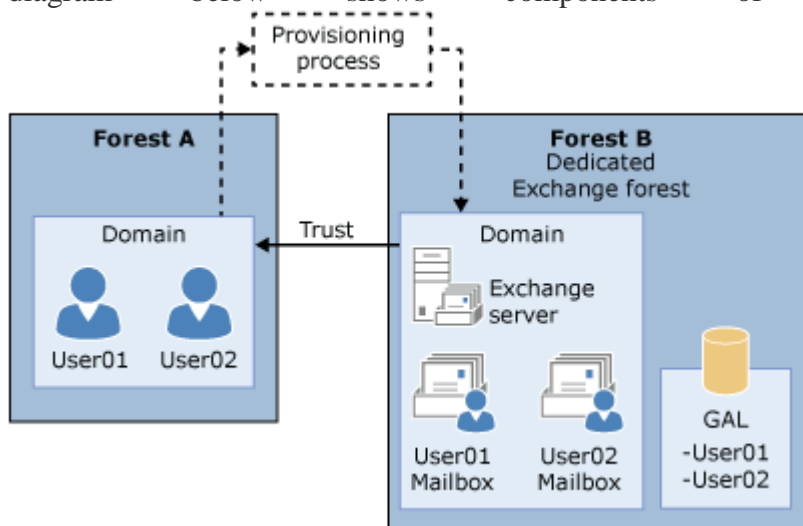 diagram below shows components of
Provisioning
process
Forest A
Forest B
Dedicated
Exchange forest
Domain
Trust
Domain
Exchange
server
User01
User02
User01
Mailbox
User02
Mailbox
GAL
-User01
-User02